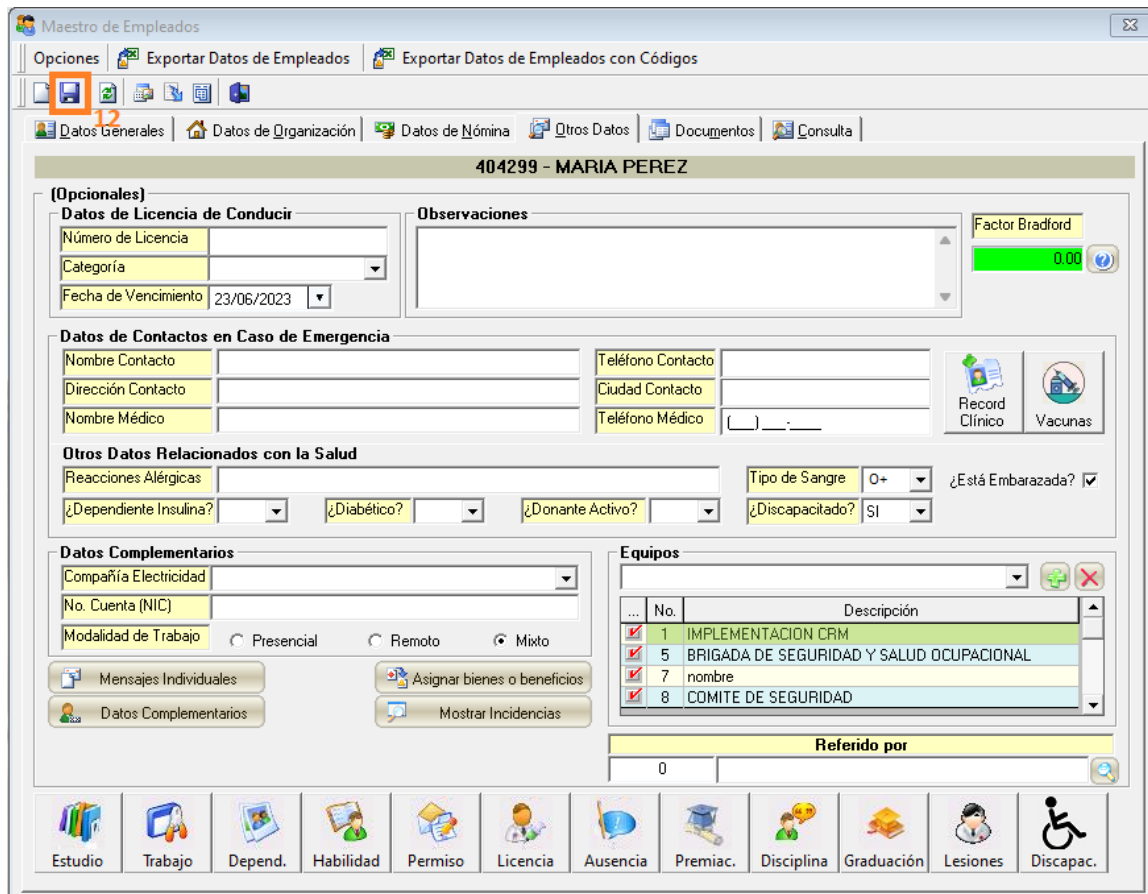 Maestro de Empleados
Opciones Exportar Datos de Empleados Exportar Datos de Empleados con Códigos
12
Datos Generales Datos de Organización Datos de Nómina Otros Datos Documentos Consulta
404299 - MARIA PEREZ
(Opcionales)
Datos de Licencia de Conducir
Número de Licencia
Categoría
Fecha de Vencimiento 23/06/2023
Observaciones
Factor Bradford
0.00
Datos de Contactos en Caso de Emergencia
Nombre Contacto Teléfono Contacto
Dirección Contacto Ciudad Contacto
Nombre Médico Teléfono Médico (___) ___-____
Record Clínico
Vacunas
Otros Datos Relacionados con la Salud
Reacciones Alérgicas Tipo de Sangre O+ ¿Está Embarazada?
¿Dependiente Insulina? ¿Diabético? ¿Donante Activo? ¿Discapacitado? SI
Datos Complementarios
Compañía Electricidad
No. Cuenta (NIC)
Modalidad de Trabajo Presencial Remoto Mixto
Mensajes Individuales Asignar bienes o beneficios
Datos Complementarios Mostrar Incidencias
Equipos
... No. Descripción
1 IMPLEMENTACION CRM
5 BRIGADA DE SEGURIDAD Y SALUD OCUPACIONAL
7 nombre
8 COMITE DE SEGURIDAD
Referido por
0
Estudio Trabajo Depend. Habilidad Permiso Licencia Ausencia Premiac. Disciplina Graduación Lesiones Discapac.